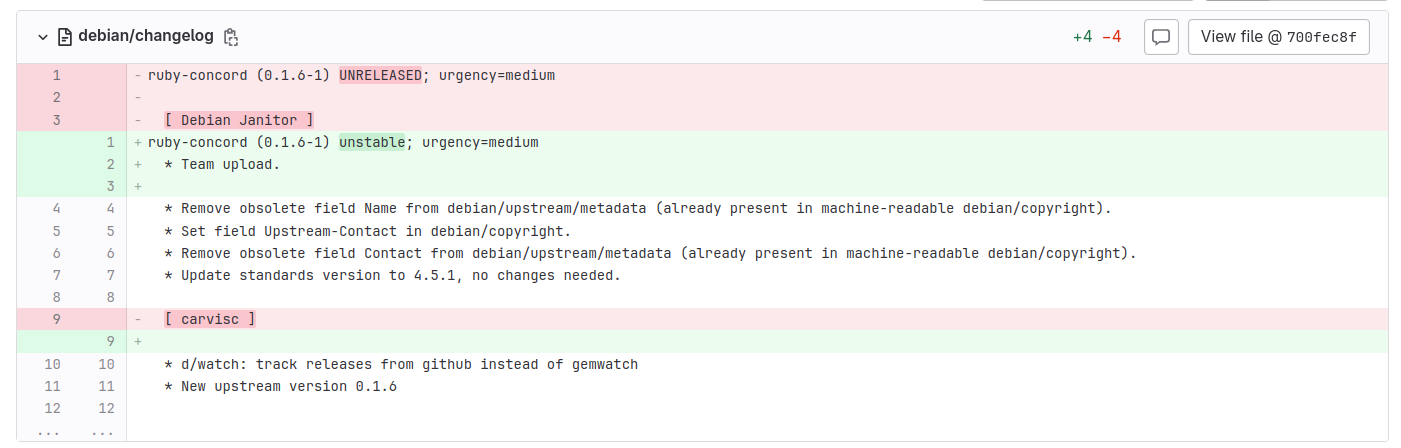 debian/changelog +4 −4 View file @ 700fec8f
1 - ruby-concord (0.1.6-1) UNRELEASED; urgency=medium
2 -
3 - [ Debian Janitor ]
1 + ruby-concord (0.1.6-1) unstable; urgency=medium
2 + * Team upload.
3 +
4 4 * Remove obsolete field Name from debian/upstream/metadata (already present in machine-readable debian/copyright).
5 5 * Set field Upstream-Contact in debian/copyright.
6 6 * Remove obsolete field Contact from debian/upstream/metadata (already present in machine-readable debian/copyright).
7 7 * Update standards version to 4.5.1, no changes needed.
8 8
9 - [ carvisc ]
9 +
10 10 * d/watch: track releases from github instead of gemwatch
11 11 * New upstream version 0.1.6
12 12
... ...